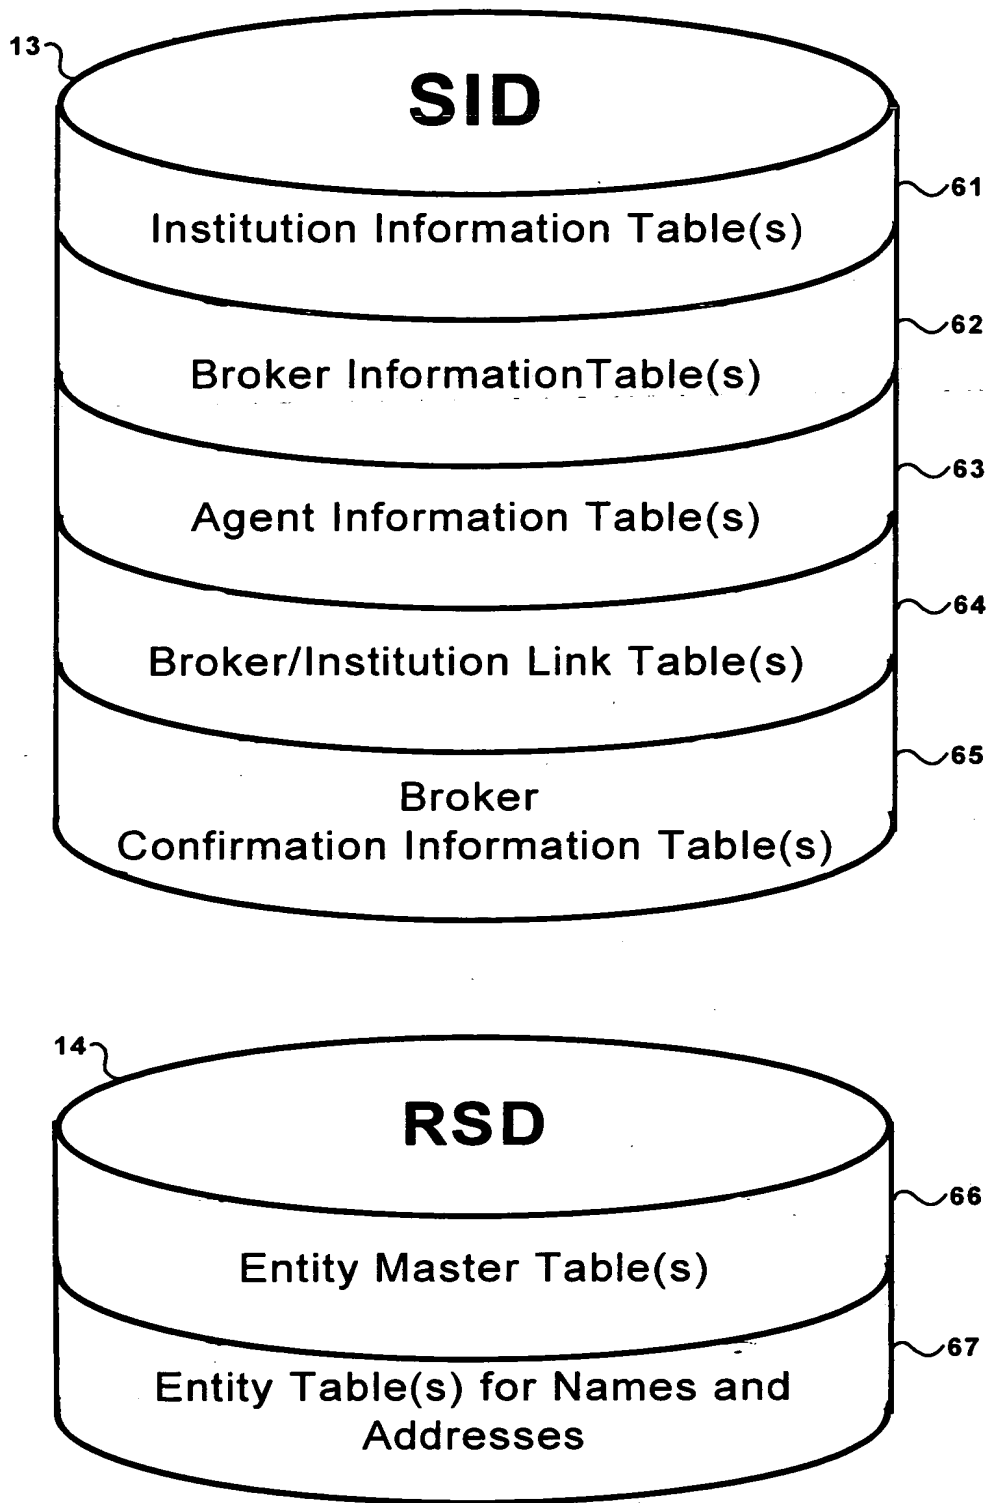 13
SID
61
Institution Information Table(s)
62
Broker InformationTable(s)
63
Agent Information Table(s)
64
Broker/Institution Link Table(s)
65
Broker
Confirmation Information Table(s)
14
RSD
66
Entity Master Table(s)
67
Entity Table(s) for Names and
Addresses